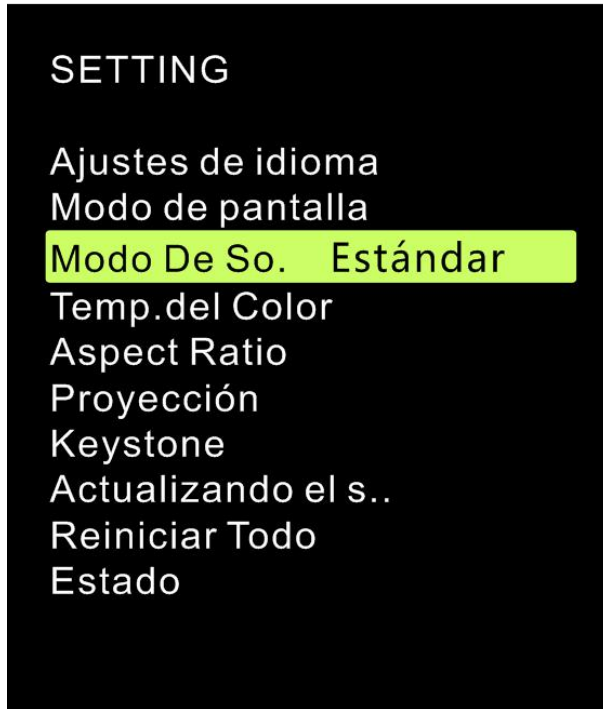 SETTING
Ajustes de idioma
Modo de pantalla
Modo De So. Estándar
Temp.del Color
Aspect Ratio
Proyección
Keystone
Actualizando el s..
Reiniciar Todo
Estado